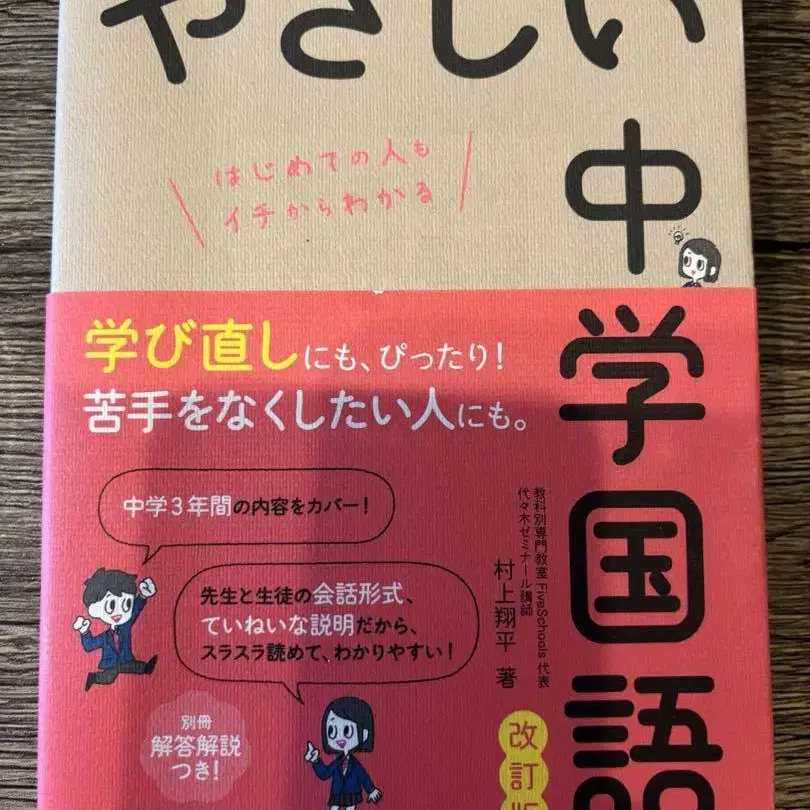 やさしい
中学国語
はじめての人も
イチからわかる
学び直しにも、ぴったり!
苦手をなくしたい人にも。
中学3年間の内容をカバー!
先生と生徒の会話形式、
ていねいな説明だから、
スラスラ読めて、わかりやすい!
教科別専門教室 FiveSchools 代表
代々木ゼミナール講師
村上翔平 著
別冊
解答解説
つき!
改訂版